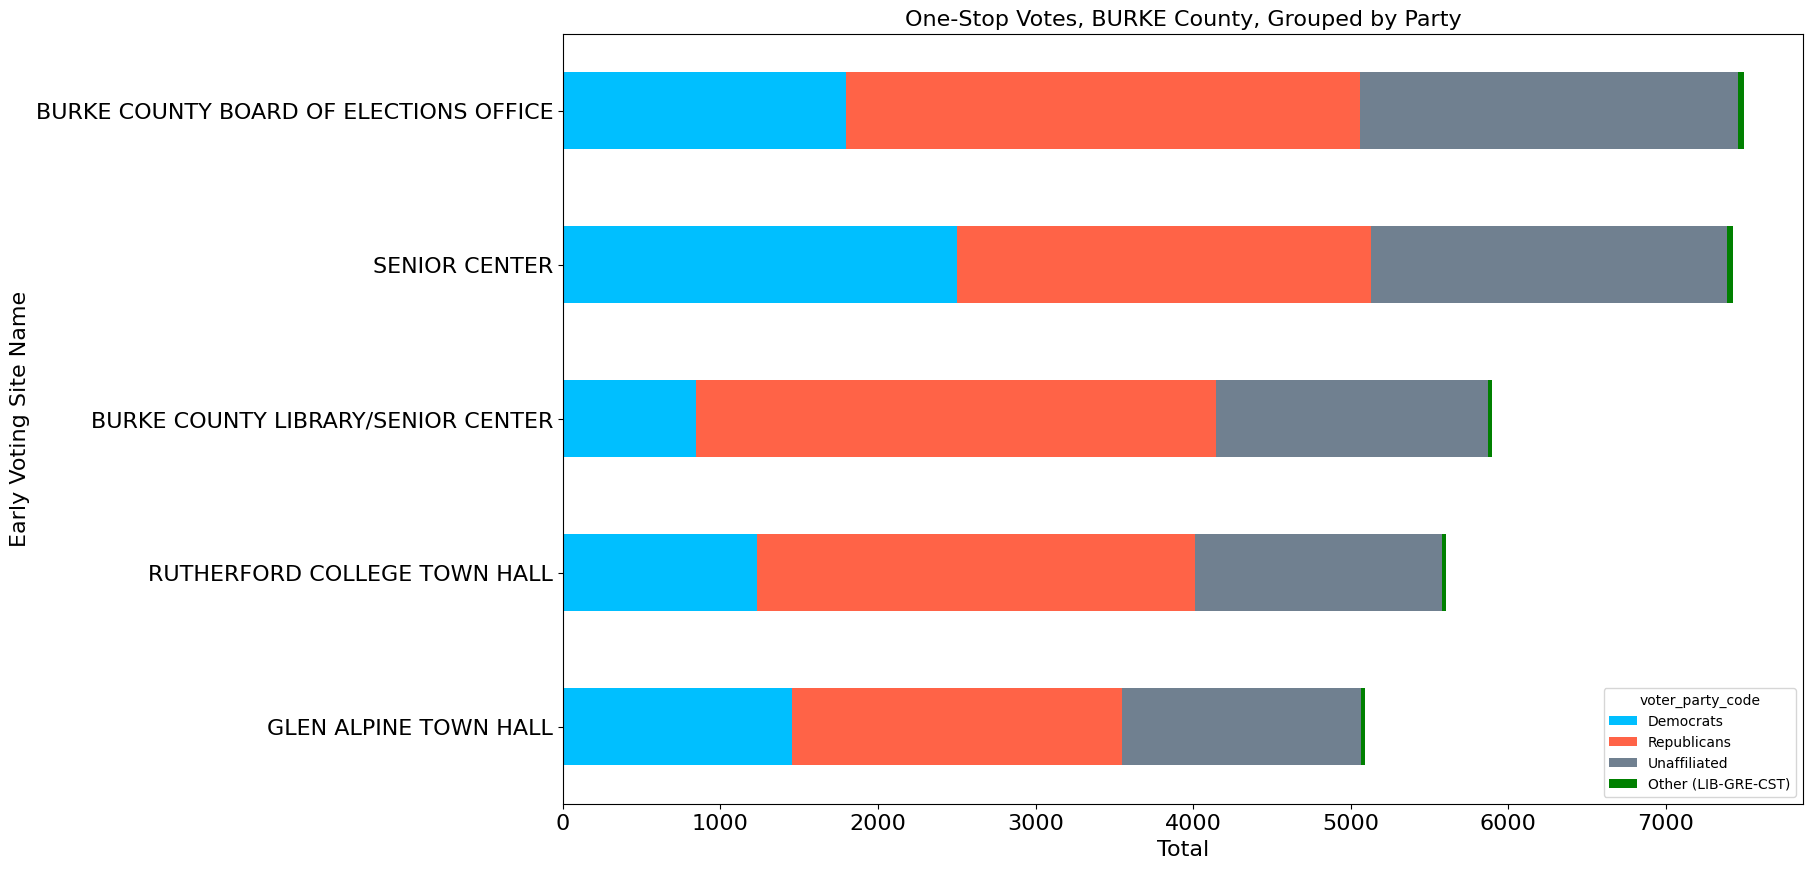 One-Stop Votes, BURKE County, Grouped by Party
Early Voting Site Name
BURKE COUNTY BOARD OF ELECTIONS OFFICE
SENIOR CENTER
BURKE COUNTY LIBRARY/SENIOR CENTER
RUTHERFORD COLLEGE TOWN HALL
GLEN ALPINE TOWN HALL
voter_party_code
Democrats
Republicans
Unaffiliated
Other (LIB-GRE-CST)
0 1000 2000 3000 4000 5000 6000 7000
Total